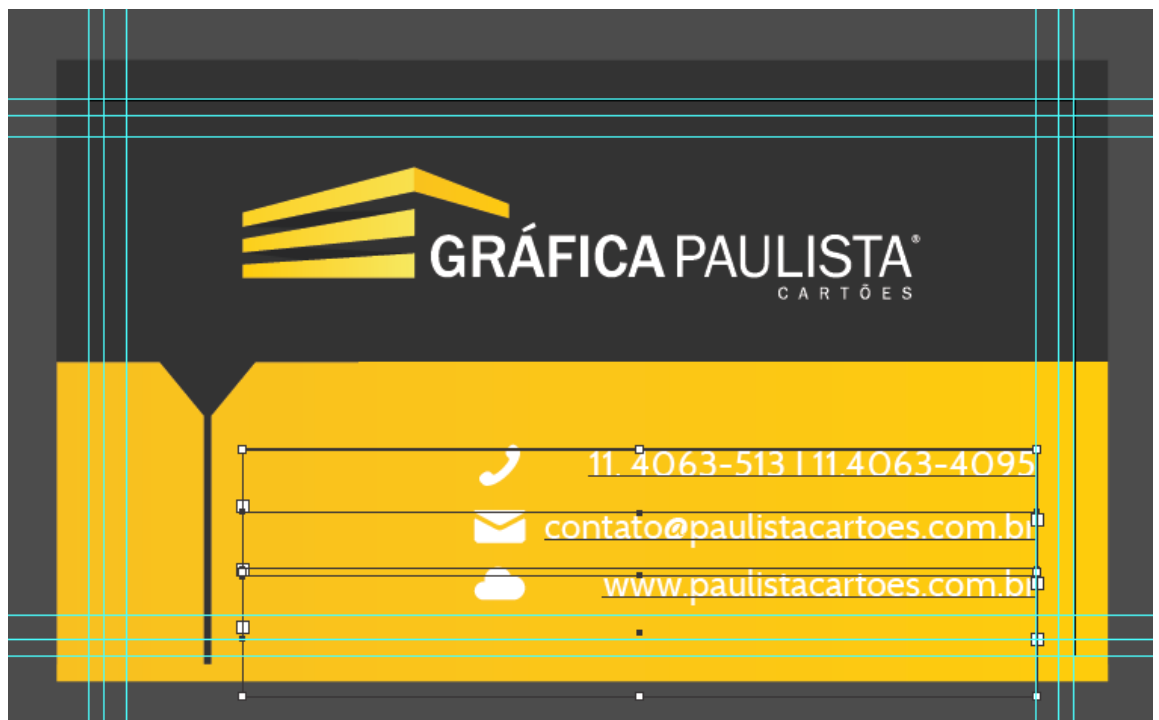 GRÁFICA PAULISTA®
CARTÕES
11. 4063-513 | 11.4063-4095
contato@paulistacartoes.com.br
www.paulistacartoes.com.br